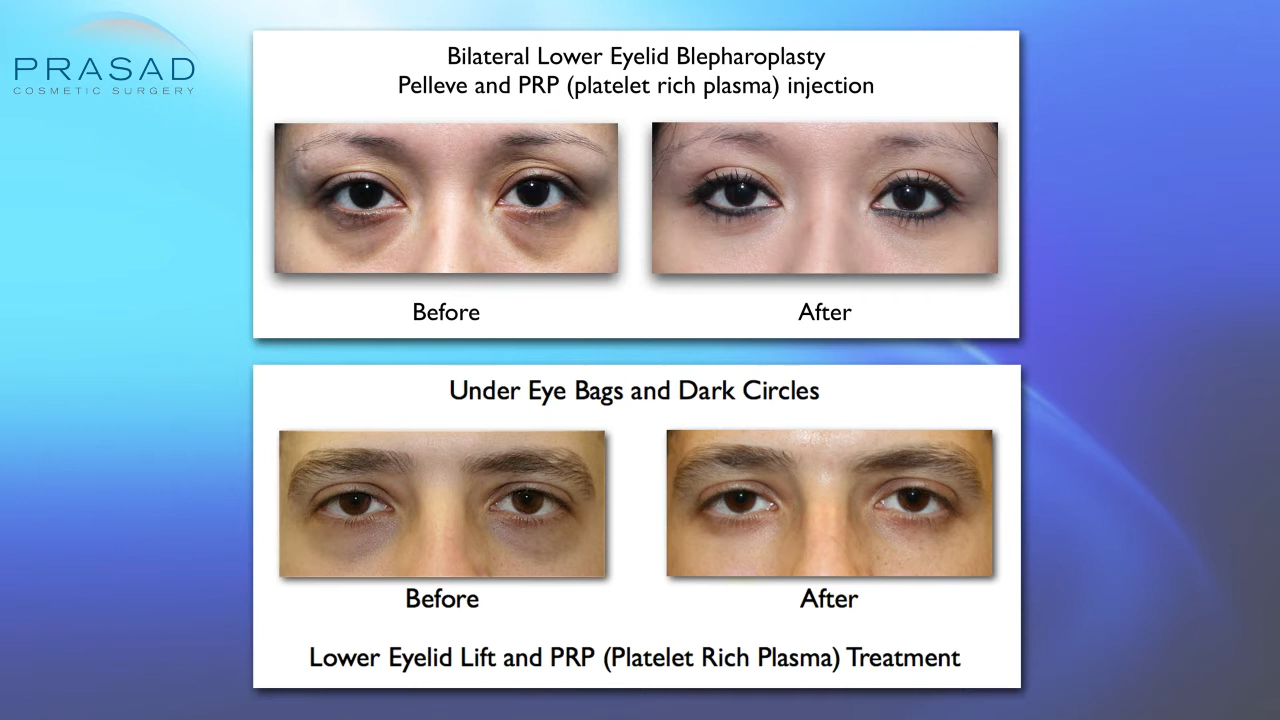 PRASAD
COSMETIC SURGERY
Bilateral Lower Eyelid Blepharoplasty
Pelleve and PRP (platelet rich plasma) injection
Before
After
Under Eye Bags and Dark Circles
Before
After
Lower Eyelid Lift and PRP (Platelet Rich Plasma) Treatment